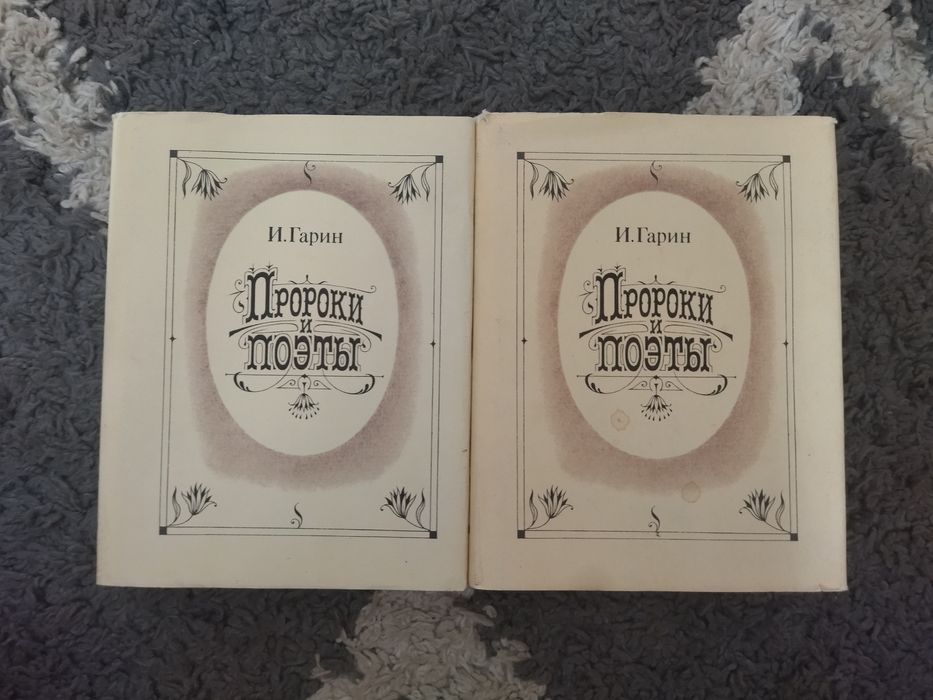 И.Гарин
Пророки
и
поэты
И.Гарин
Пророки
и
поэты